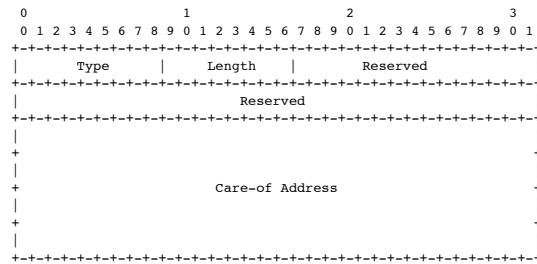 0                   1                   2                   3
0 1 2 3 4 5 6 7 8 9 0 1 2 3 4 5 6 7 8 9 0 1 2 3 4 5 6 7 8 9 0 1
+-+-+-+-+-+-+-+-+-+-+-+-+-+-+-+-+-+-+-+-+-+-+-+-+-+-+-+-+-+-+-+-
|       Type      |     Length    |        Reserved
+-+-+-+-+-+-+-+-+-+-+-+-+-+-+-+-+-+-+-+-+-+-+-+-+-+-+-+-+-+-+-+-
|                           Reserved
+-+-+-+-+-+-+-+-+-+-+-+-+-+-+-+-+-+-+-+-+-+-+-+-+-+-+-+-+-+-+-+-
|
+                                                               -
|
+                        Care-of Address                        -
|
+                                                               -
|
+-+-+-+-+-+-+-+-+-+-+-+-+-+-+-+-+-+-+-+-+-+-+-+-+-+-+-+-+-+-+-+-